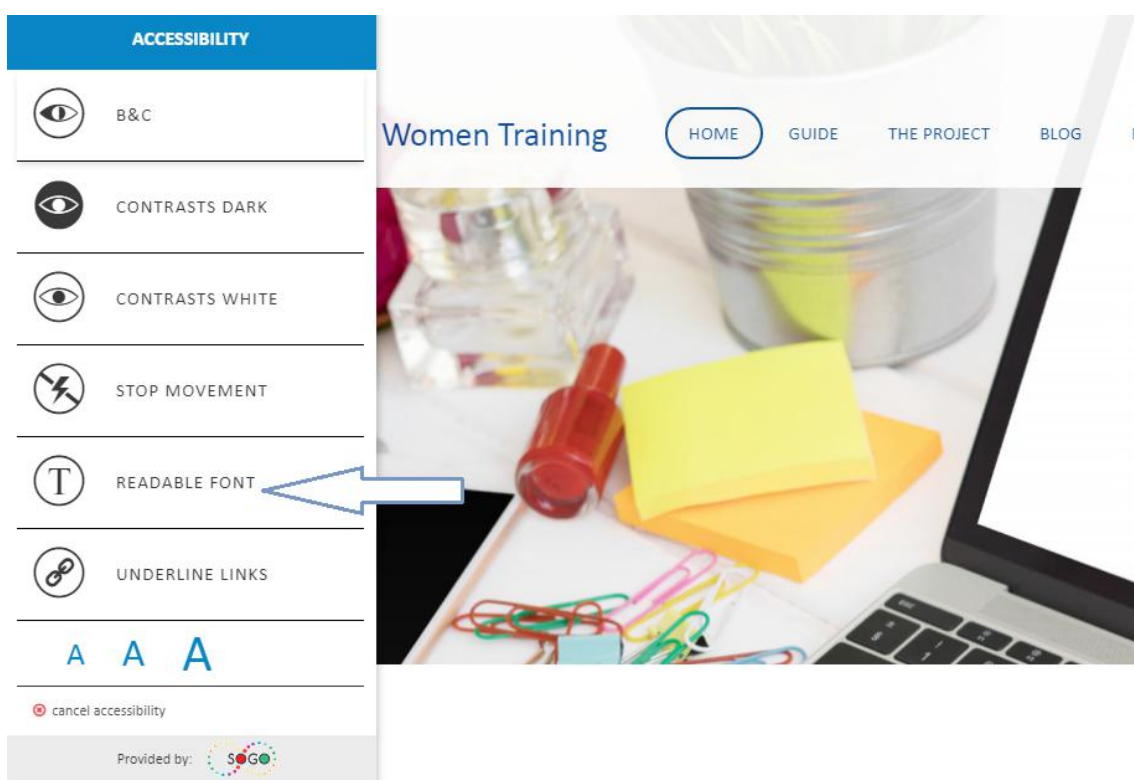 ACCESSIBILITY
B&C
CONTRASTS DARK
CONTRASTS WHITE
STOP MOVEMENT
READABLE FONT
UNDERLINE LINKS
A A A
cancel accessibility
Provided by: SOGO
Women Training
HOME GUIDE THE PROJECT BLOG
esc